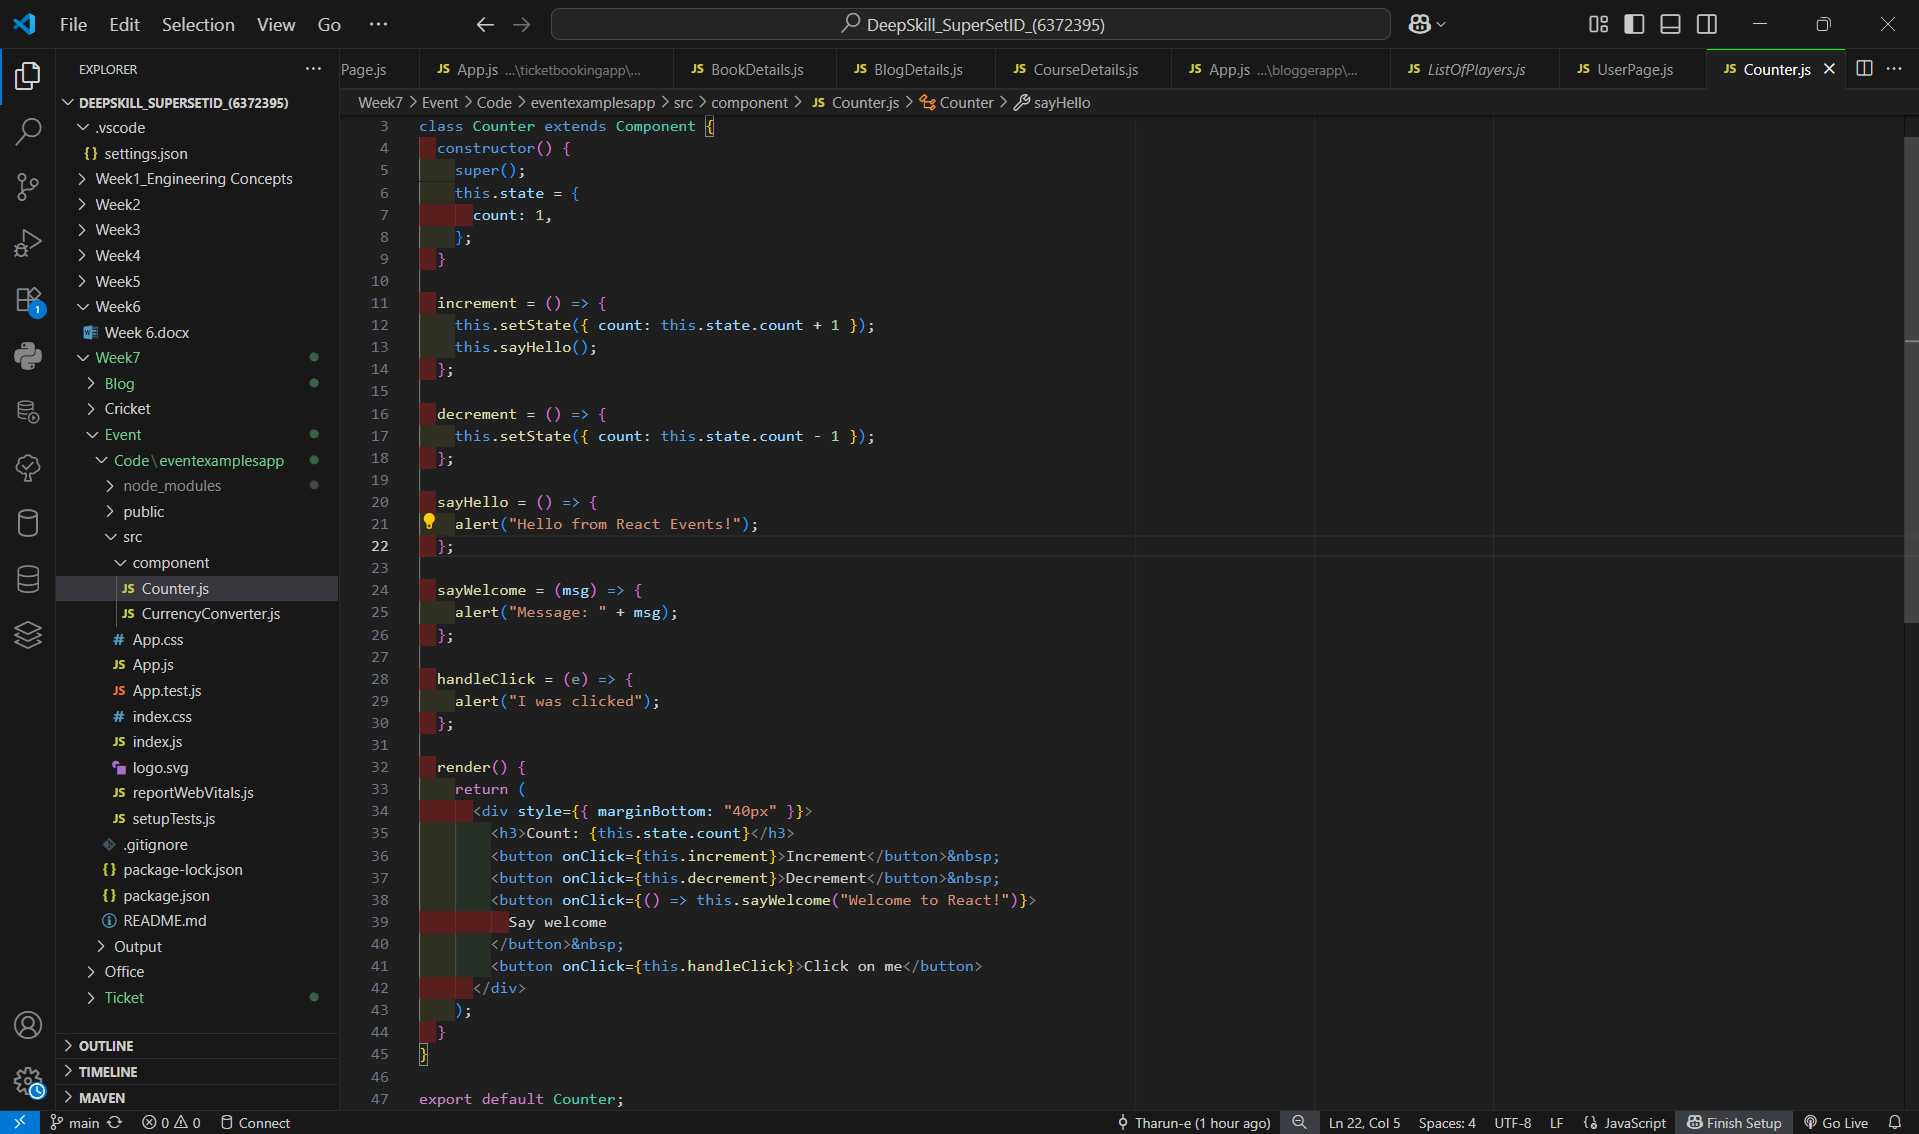 File Edit Selection View Go ···
DeepSkill_SuperSetID_(6372395)
EXPLORER
Page.js
JS App.js ...\ticketbookingapp\...
JS BookDetails.js
JS BlogDetails.js
JS CourseDetails.js
JS App.js ...\bloggerapp\...
JS ListOfPlayers.js
JS UserPage.js
JS Counter.js
Week7 > Event > Code > eventexamplesapp > src > component > JS Counter.js > Counter > sayHello
DEEPSKILL_SUPERSETID_(6372395)
.vscode
{} settings.json
Week1_Engineering Concepts
Week2
Week3
Week4
Week5
Week6
Week 6.docx
Week7
Blog
Cricket
Event
Code\eventexamplesapp
node_modules
public
src
component
JS Counter.js
JS CurrencyConverter.js
# App.css
JS App.js
JS App.test.js
# index.css
JS index.js
logo.svg
JS reportWebVitals.js
JS setupTests.js
.gitignore
{} package-lock.json
{} package.json
README.md
Output
Office
Ticket
OUTLINE
TIMELINE
MAVEN
1
3 class Counter extends Component {
4 constructor() {
5 super();
6 this.state = {
7 count: 1,
8 };
9 }
10
11 increment = () => {
12 this.setState({ count: this.state.count + 1 });
13 this.sayHello();
14 };
15
16 decrement = () => {
17 this.setState({ count: this.state.count - 1 });
18 };
19
20 sayHello = () => {
21 alert("Hello from React Events!");
22 };
23
24 sayWelcome = (msg) => {
25 alert("Message: " + msg);
26 };
27
28 handleClick = (e) => {
29 alert("I was clicked");
30 };
31
32 render() {
33 return (
34 <div style={{ marginBottom: "40px" }}>
35 <h3>Count: {this.state.count}</h3>
36 <button onClick={this.increment}>Increment</button>&nbsp;
37 <button onClick={this.decrement}>Decrement</button>&nbsp;
38 <button onClick={() => this.sayWelcome("Welcome to React!")}>
39 Say welcome
40 </button>&nbsp;
41 <button onClick={this.handleClick}>Click on me</button>
42 </div>
43 );
44 }
45 }
46
47 export default Counter;
main 0 0 Connect
Tharun-e (1 hour ago) Ln 22, Col 5 Spaces: 4 UTF-8 LF {} JavaScript Finish Setup Go Live